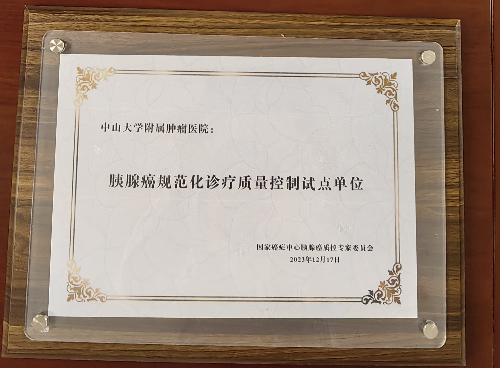 中山大学附属肿瘤医院：
胰腺癌规范化诊疗质量控制试点单位
国家癌症中心胰腺癌质控专家委员会
2023年12月17日